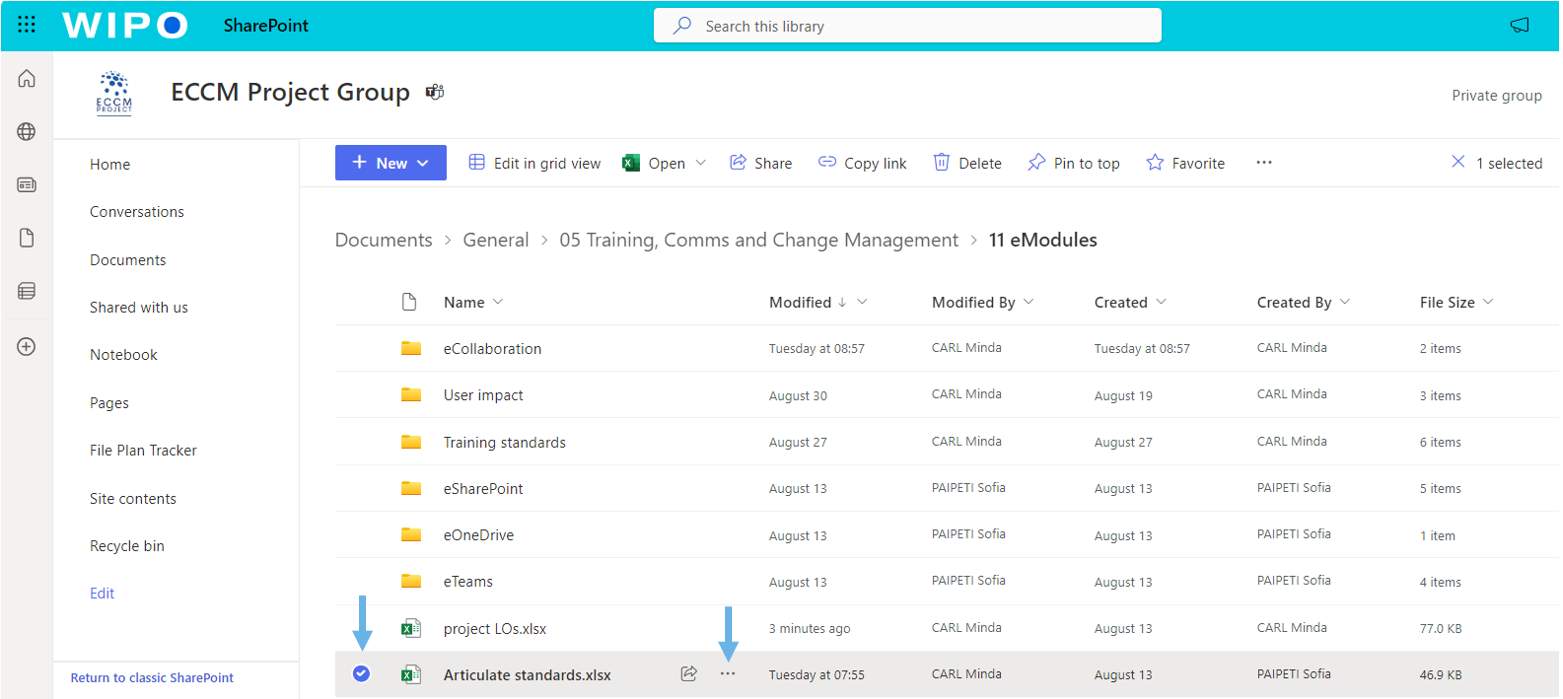 WIPO SharePoint Search this library
ECCM PROJECT
ECCM Project Group
Private group
Home
Conversations
Documents
Shared with us
Notebook
Pages
File Plan Tracker
Site contents
Recycle bin
Edit
Return to classic SharePoint
New Edit in grid view Open Share Copy link Delete Pin to top Favorite 1 selected
Documents > General > 05 Training, Comms and Change Management > 11 eModules
Name Modified Modified By Created Created By File Size
eCollaboration Tuesday at 08:57 CARL Minda Tuesday at 08:57 CARL Minda 2 items
User impact August 30 CARL Minda August 19 CARL Minda 3 items
Training standards August 27 CARL Minda August 27 CARL Minda 6 items
eSharePoint August 13 PAIPETI Sofia August 13 PAIPETI Sofia 5 items
eOneDrive August 13 PAIPETI Sofia August 13 PAIPETI Sofia 1 item
eTeams August 13 PAIPETI Sofia August 13 PAIPETI Sofia 4 items
project LOs.xlsx 3 minutes ago CARL Minda August 13 CARL Minda 77.0 KB
Articulate standards.xlsx Tuesday at 07:55 CARL Minda August 13 PAIPETI Sofia 46.9 KB